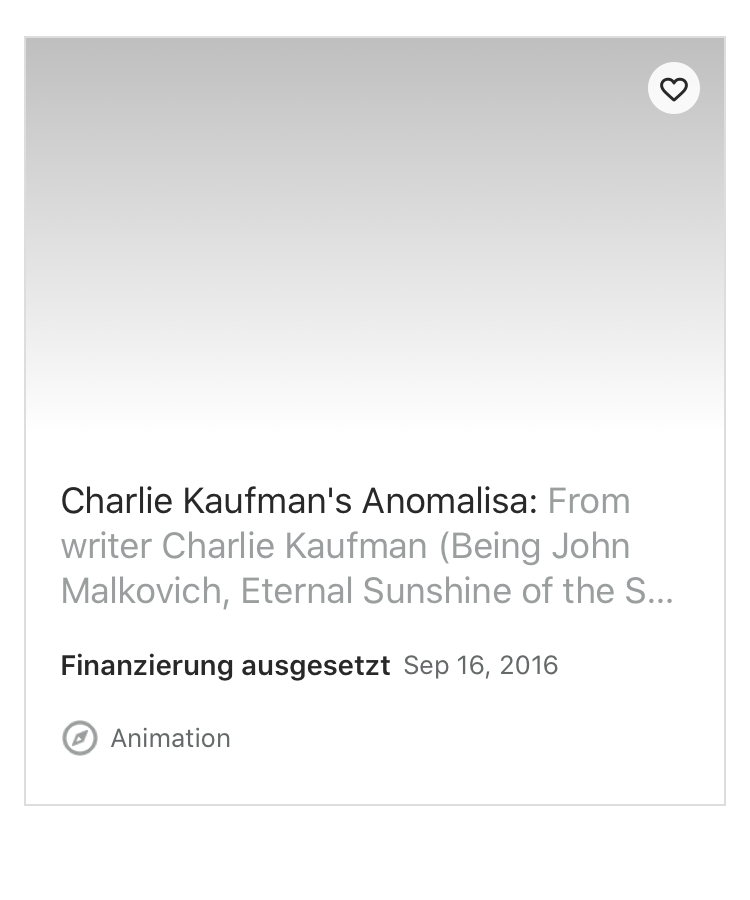 Charlie Kaufman's Anomalisa: From
writer Charlie Kaufman (Being John
Malkovich, Eternal Sunshine of the S...
Finanzierung ausgesetzt Sep 16, 2016
Animation